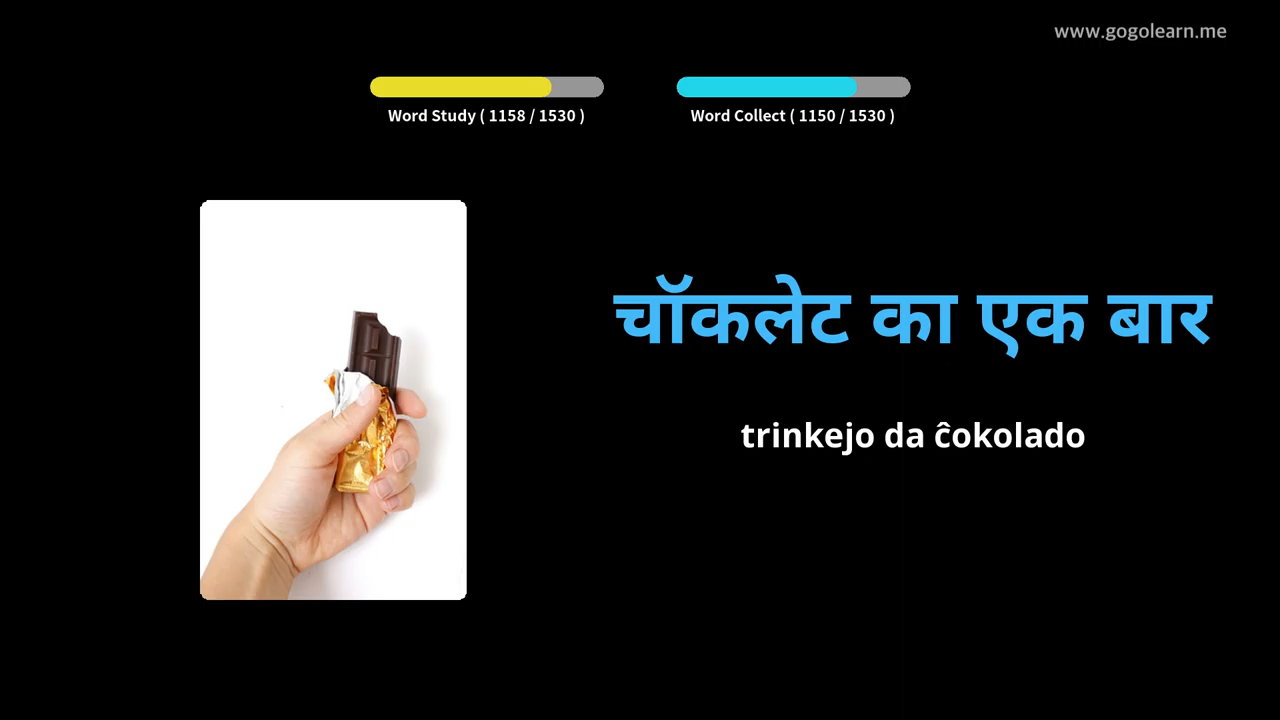 www.gogolearn.me
Word Study ( 1158 / 1530 )
Word Collect ( 1150 / 1530 )
चॉकलेट का एक बार
trinkejo da ĉokolado